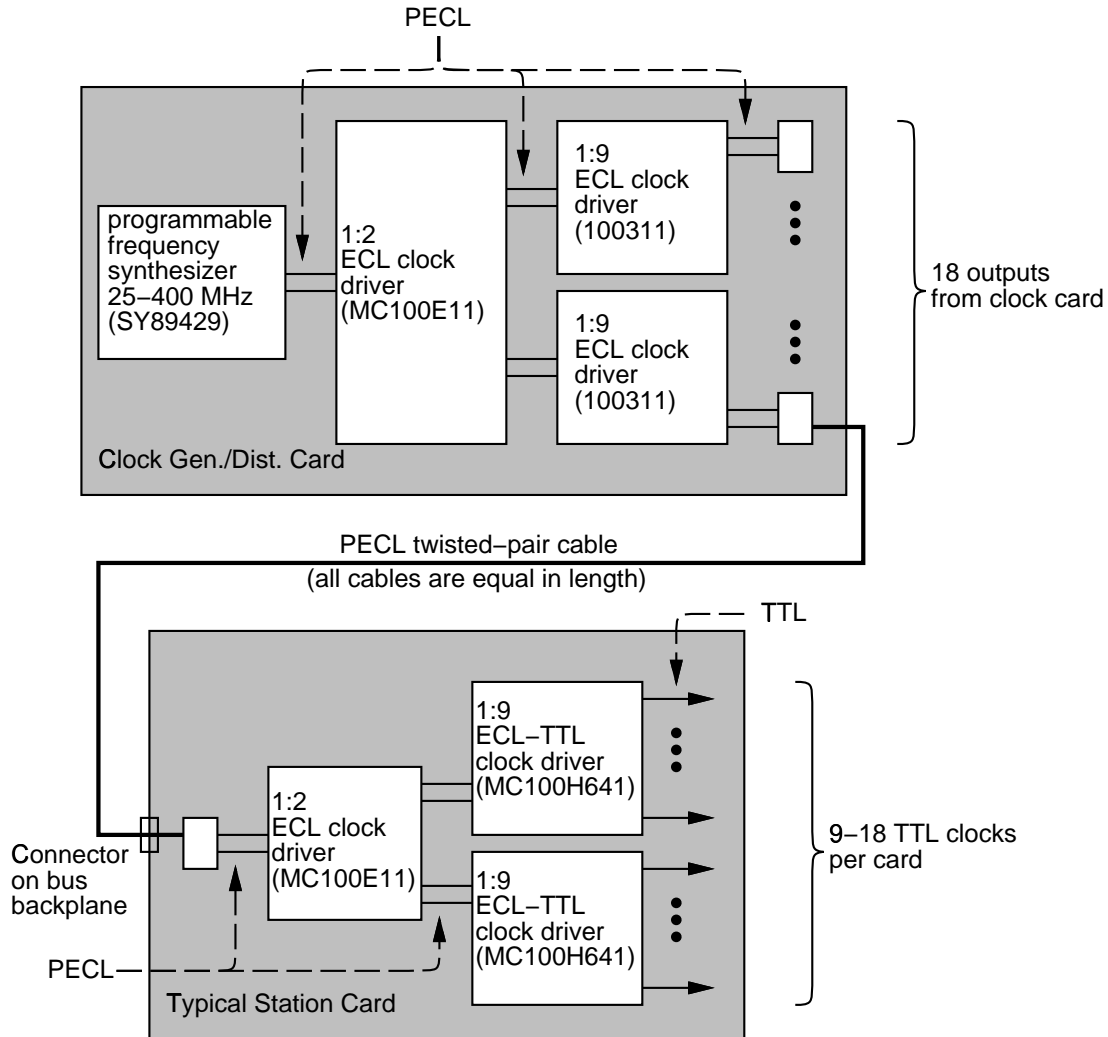 PECL
programmable
frequency
synthesizer
25–400 MHz
(SY89429)
1:2
ECL clock
driver
(MC100E11)
1:9
ECL clock
driver
(100311)
1:9
ECL clock
driver
(100311)
18 outputs
from clock card
Clock Gen./Dist. Card
PECL twisted–pair cable
(all cables are equal in length)
TTL
1:9
ECL–TTL
clock driver
(MC100H641)
1:2
ECL clock
driver
(MC100E11)
1:9
ECL–TTL
clock driver
(MC100H641)
9–18 TTL clocks
per card
Connector
on bus
backplane
PECL
Typical Station Card